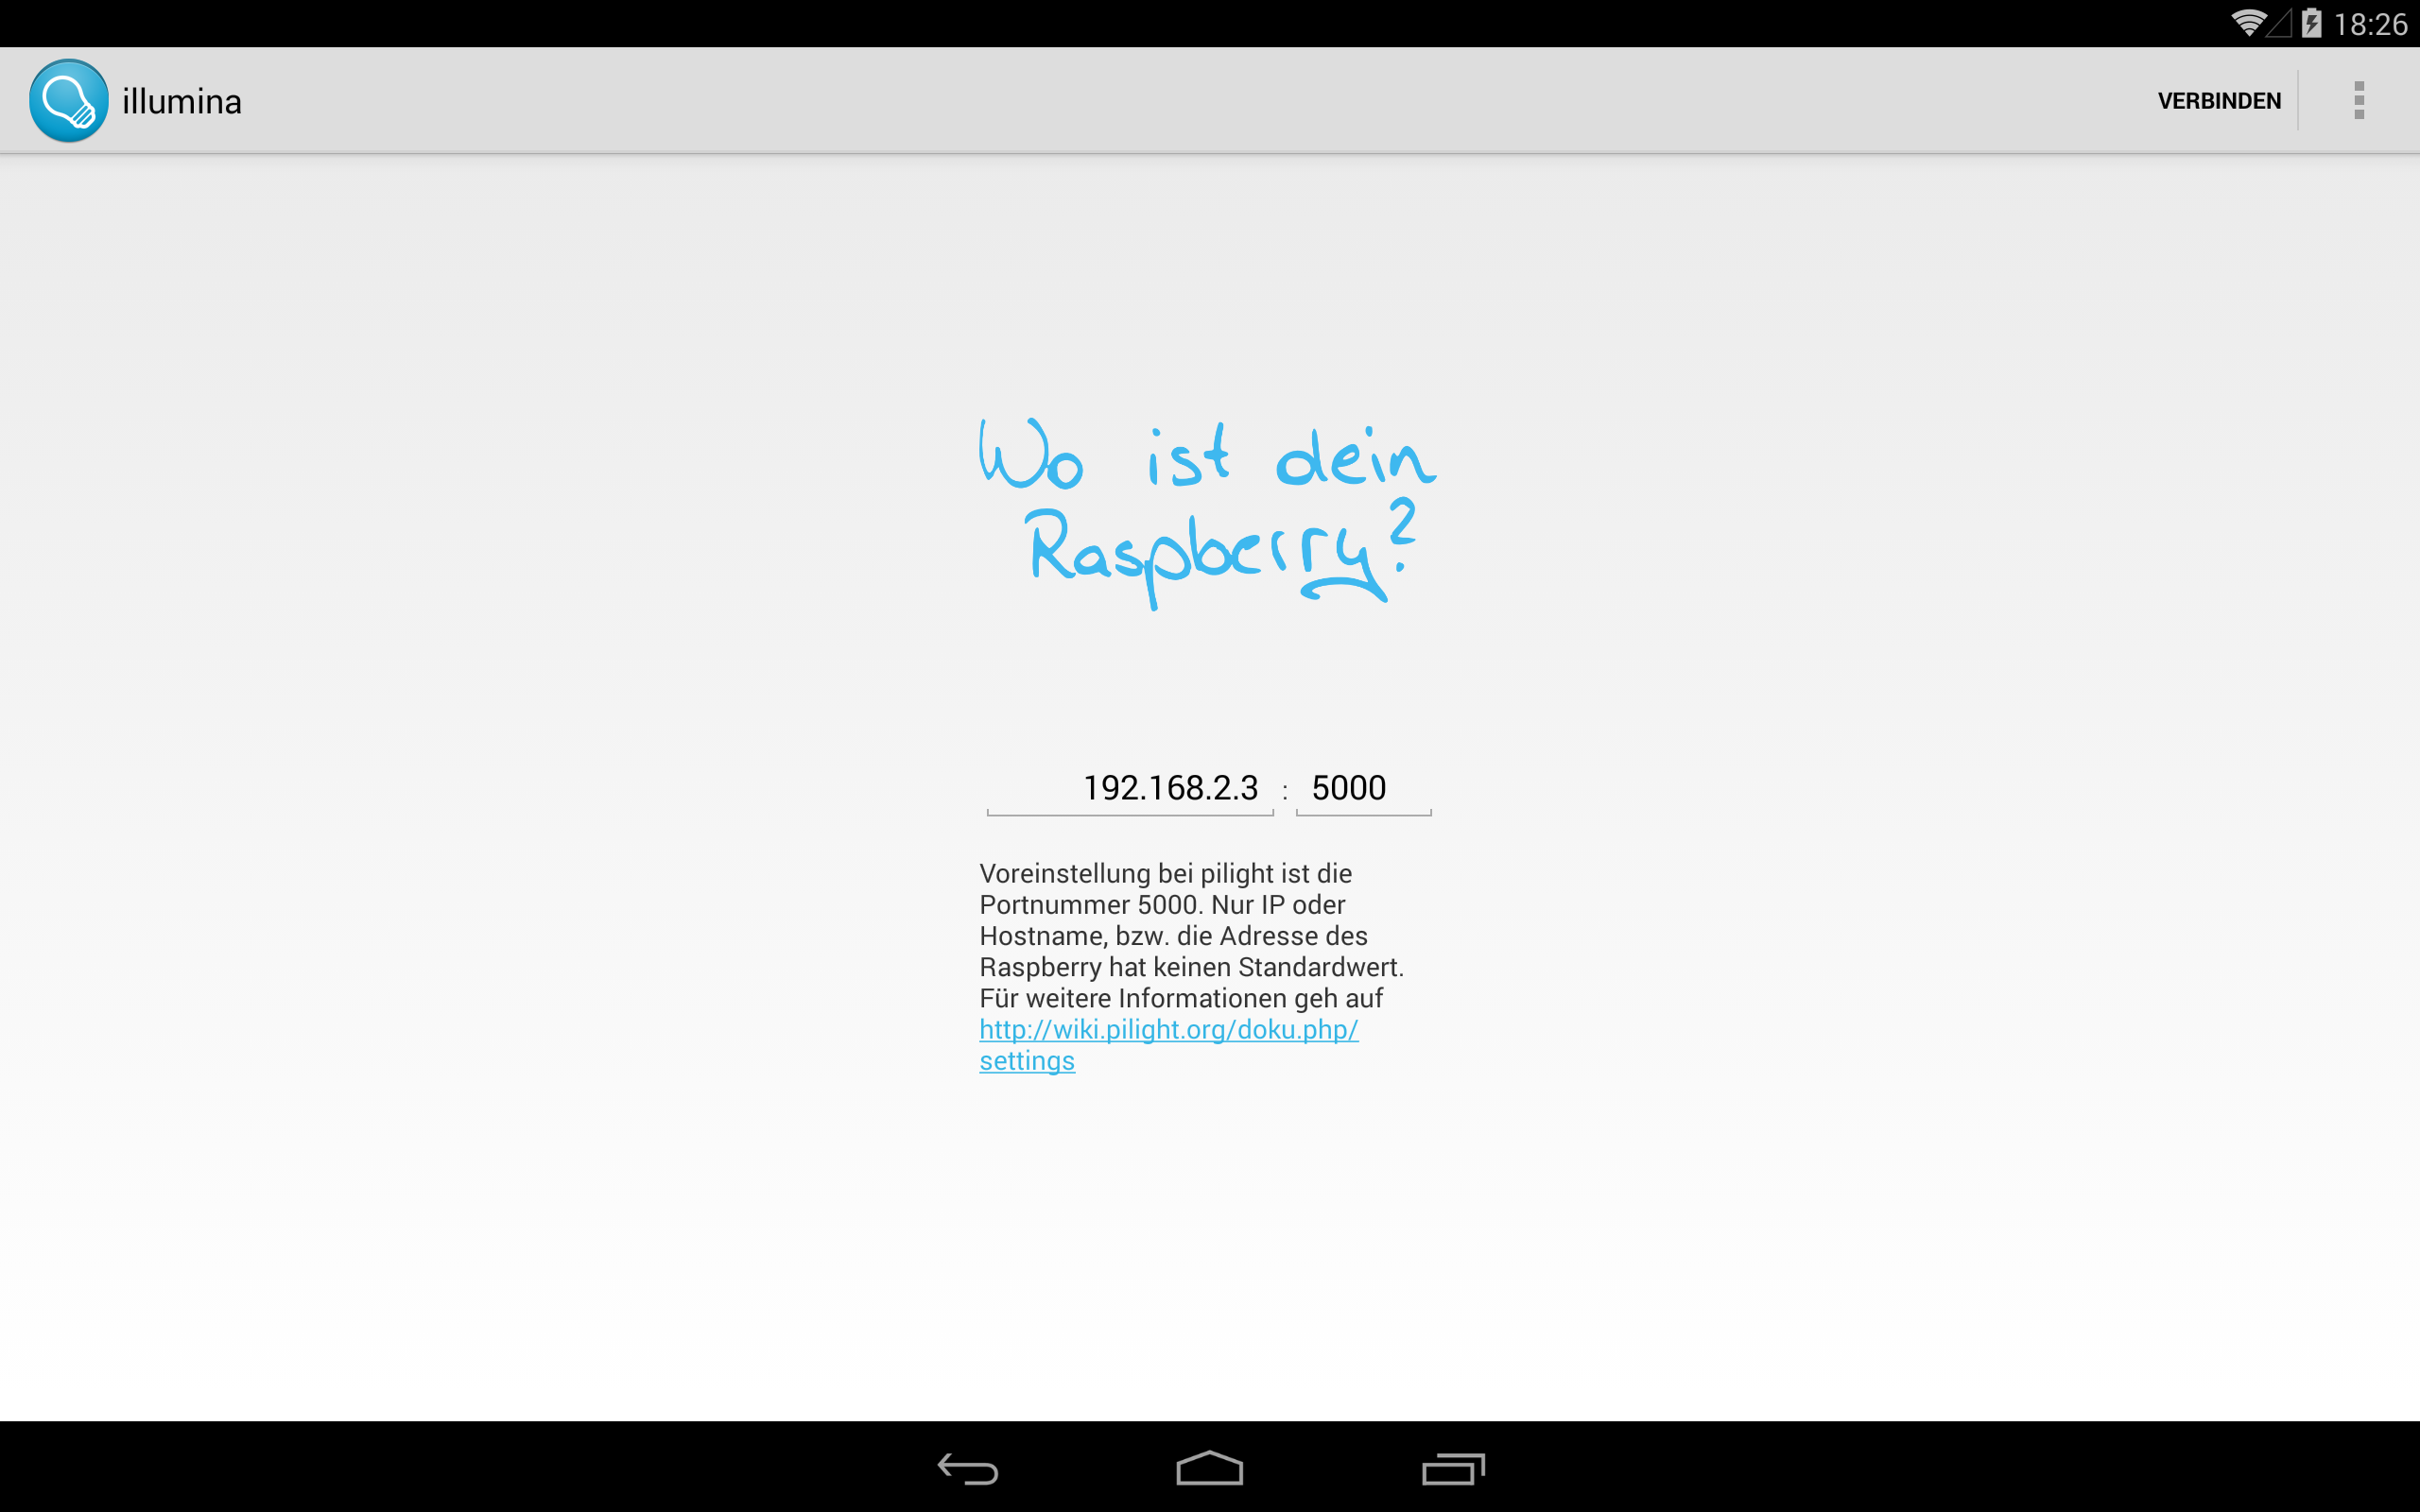 18:26
illumina
VERBINDEN
Wo ist dein
Raspberry?
192.168.2.3 : 5000
Voreinstellung bei pilight ist die
Portnummer 5000. Nur IP oder
Hostname, bzw. die Adresse des
Raspberry hat keinen Standardwert.
Für weitere Informationen geh auf
http://wiki.pilight.org/doku.php/
settings